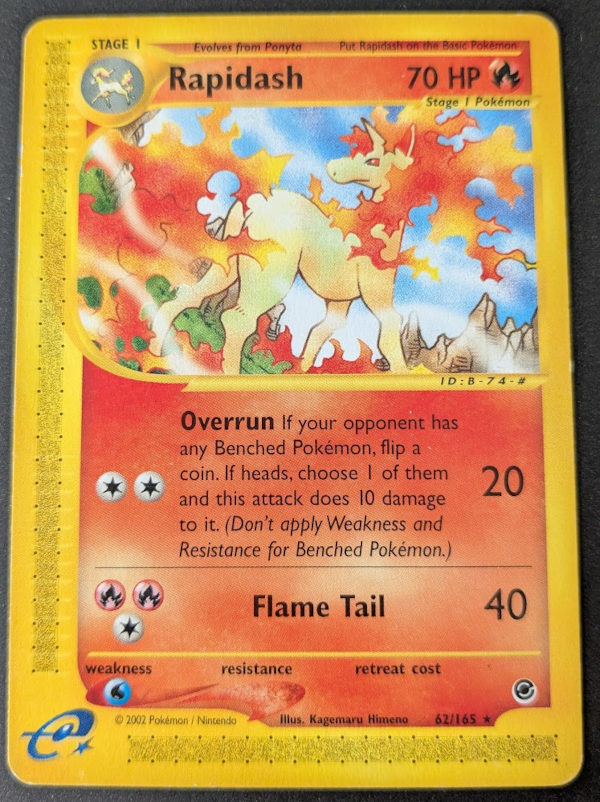 STAGE 1 Evolves from Ponyta Put Rapidash on the Basic Pokémon
Rapidash 70 HP
Stage 1 Pokémon
ID:B-74-#
Overrun If your opponent has
any Benched Pokémon, flip a
coin. If heads, choose 1 of them
and this attack does 10 damage
to it. (Don't apply Weakness and
Resistance for Benched Pokémon.)
20
Flame Tail 40
weakness resistance retreat cost
© 2002 Pokémon / Nintendo Illus. Kagemaru Himeno 62/165 ★
e